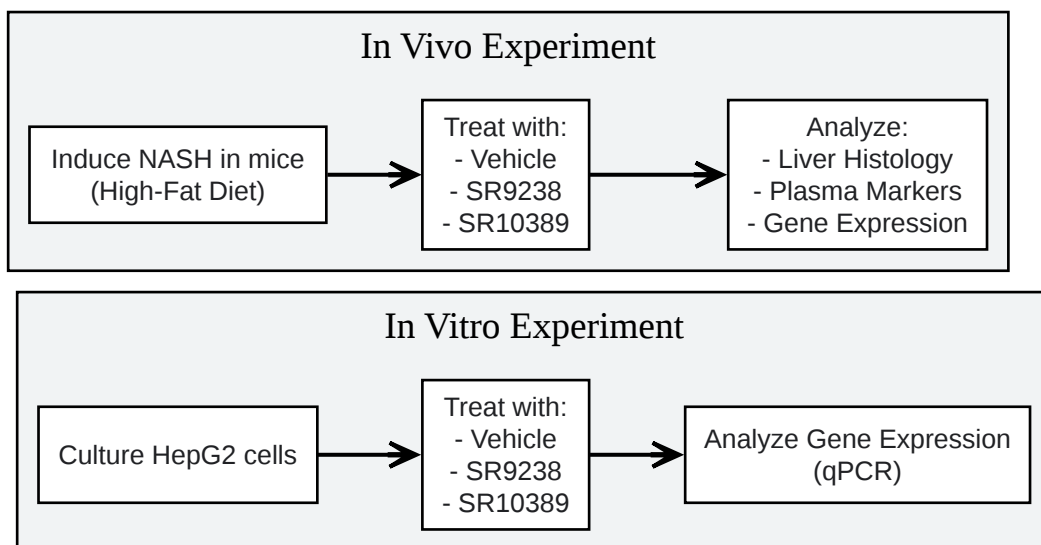 In Vivo Experiment
Induce NASH in mice
(High-Fat Diet)
Treat with:
- Vehicle
- SR9238
- SR10389
Analyze:
- Liver Histology
- Plasma Markers
- Gene Expression
In Vitro Experiment
Culture HepG2 cells
Treat with:
- Vehicle
- SR9238
- SR10389
Analyze Gene Expression
(qPCR)